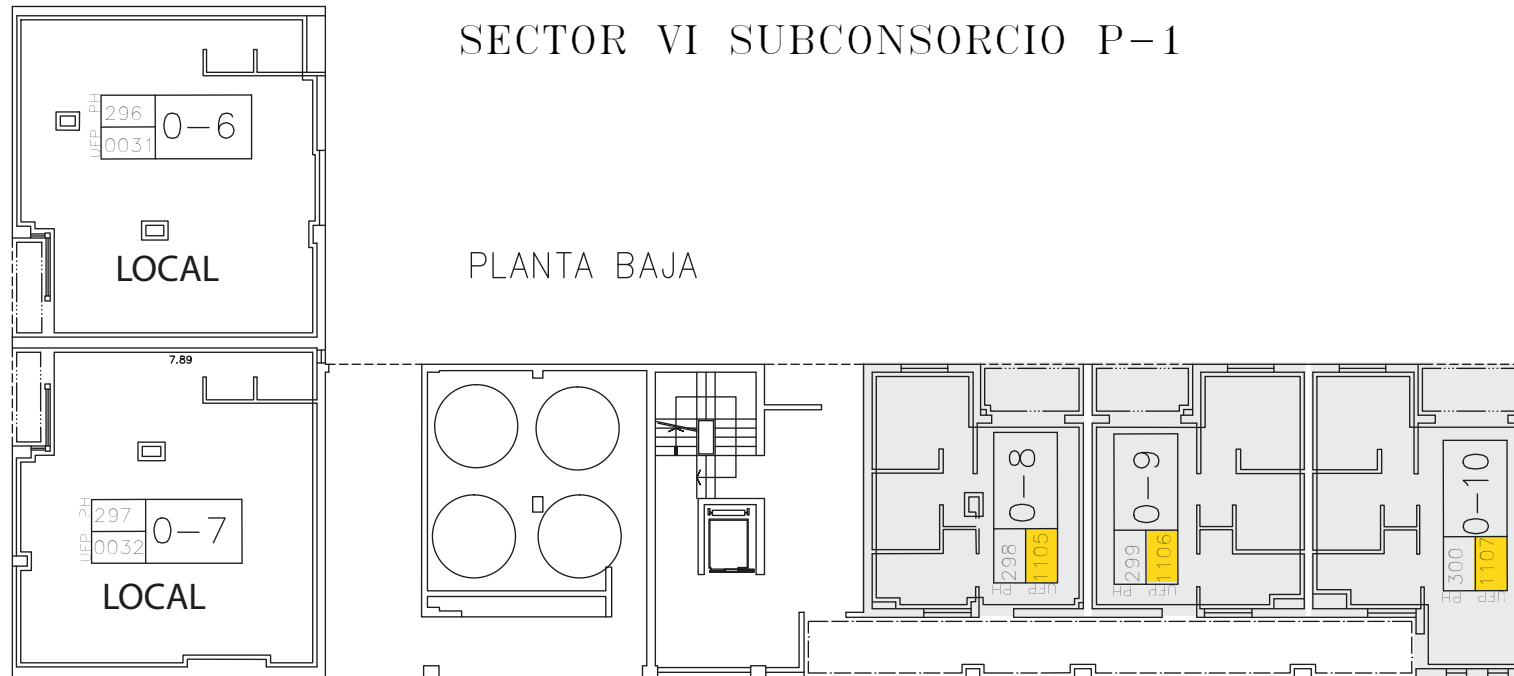 SECTOR VI SUBCONSORCIO P-1
PH 296
UFP 0031
0-6
LOCAL
PLANTA BAJA
7.89
PH 297
UFP 0032
0-7
LOCAL
0-8
PH 298
UFP 1105
0-9
PH 299
UFP 1106
0-10
PH 300
UFP 1107